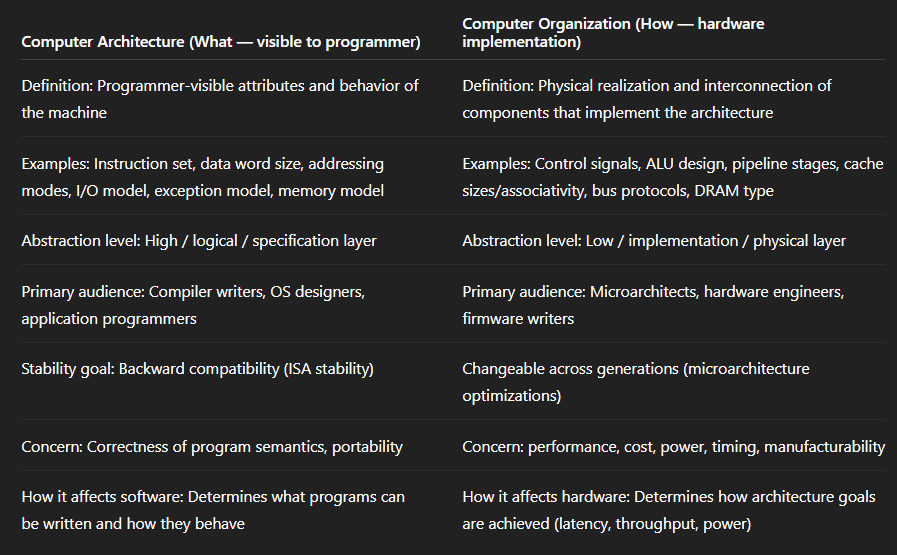 Computer Architecture (What — visible to programmer)
Computer Organization (How — hardware
implementation)
Definition: Programmer-visible attributes and behavior of
the machine
Definition: Physical realization and interconnection of
components that implement the architecture
Examples: Instruction set, data word size, addressing
modes, I/O model, exception model, memory model
Examples: Control signals, ALU design, pipeline stages, cache
sizes/associativity, bus protocols, DRAM type
Abstraction level: High / logical / specification layer
Abstraction level: Low / implementation / physical layer
Primary audience: Compiler writers, OS designers,
application programmers
Primary audience: Microarchitects, hardware engineers,
firmware writers
Stability goal: Backward compatibility (ISA stability)
Changeable across generations (microarchitecture
optimizations)
Concern: Correctness of program semantics, portability
Concern: performance, cost, power, timing, manufacturability
How it affects software: Determines what programs can
be written and how they behave
How it affects hardware: Determines how architecture goals
are achieved (latency, throughput, power)